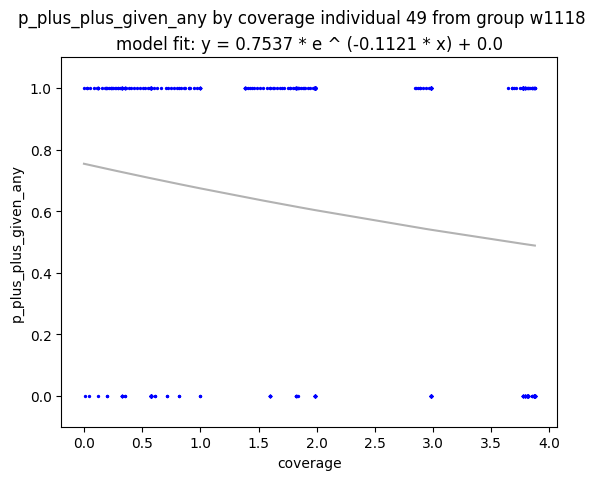 p_plus_plus_given_any by coverage individual 49 from group w1118
model fit: y = 0.7537 * e ^ (-0.1121 * x) + 0.0
1.0
0.8
0.6
0.4
0.2
0.0
p_plus_plus_given_any
0.0 0.5 1.0 1.5 2.0 2.5 3.0 3.5 4.0
coverage